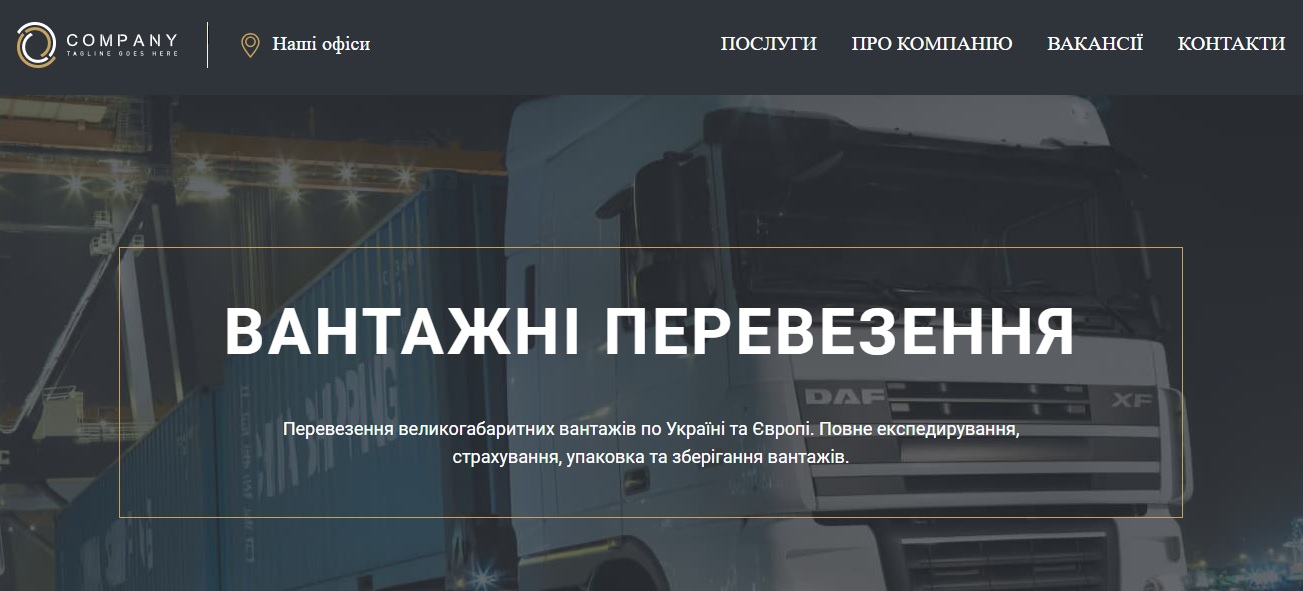 COMPANY
TAGLINE GOES HERE
Наші офіси
ПОСЛУГИ ПРО КОМПАНІЮ ВАКАНСІЇ КОНТАКТИ
ВАНТАЖНІ ПЕРЕВЕЗЕННЯ
DAF XF
Перевезення великогабаритних вантажів по Україні та Європі. Повне експедирування,
страхування, упаковка та зберігання вантажів.